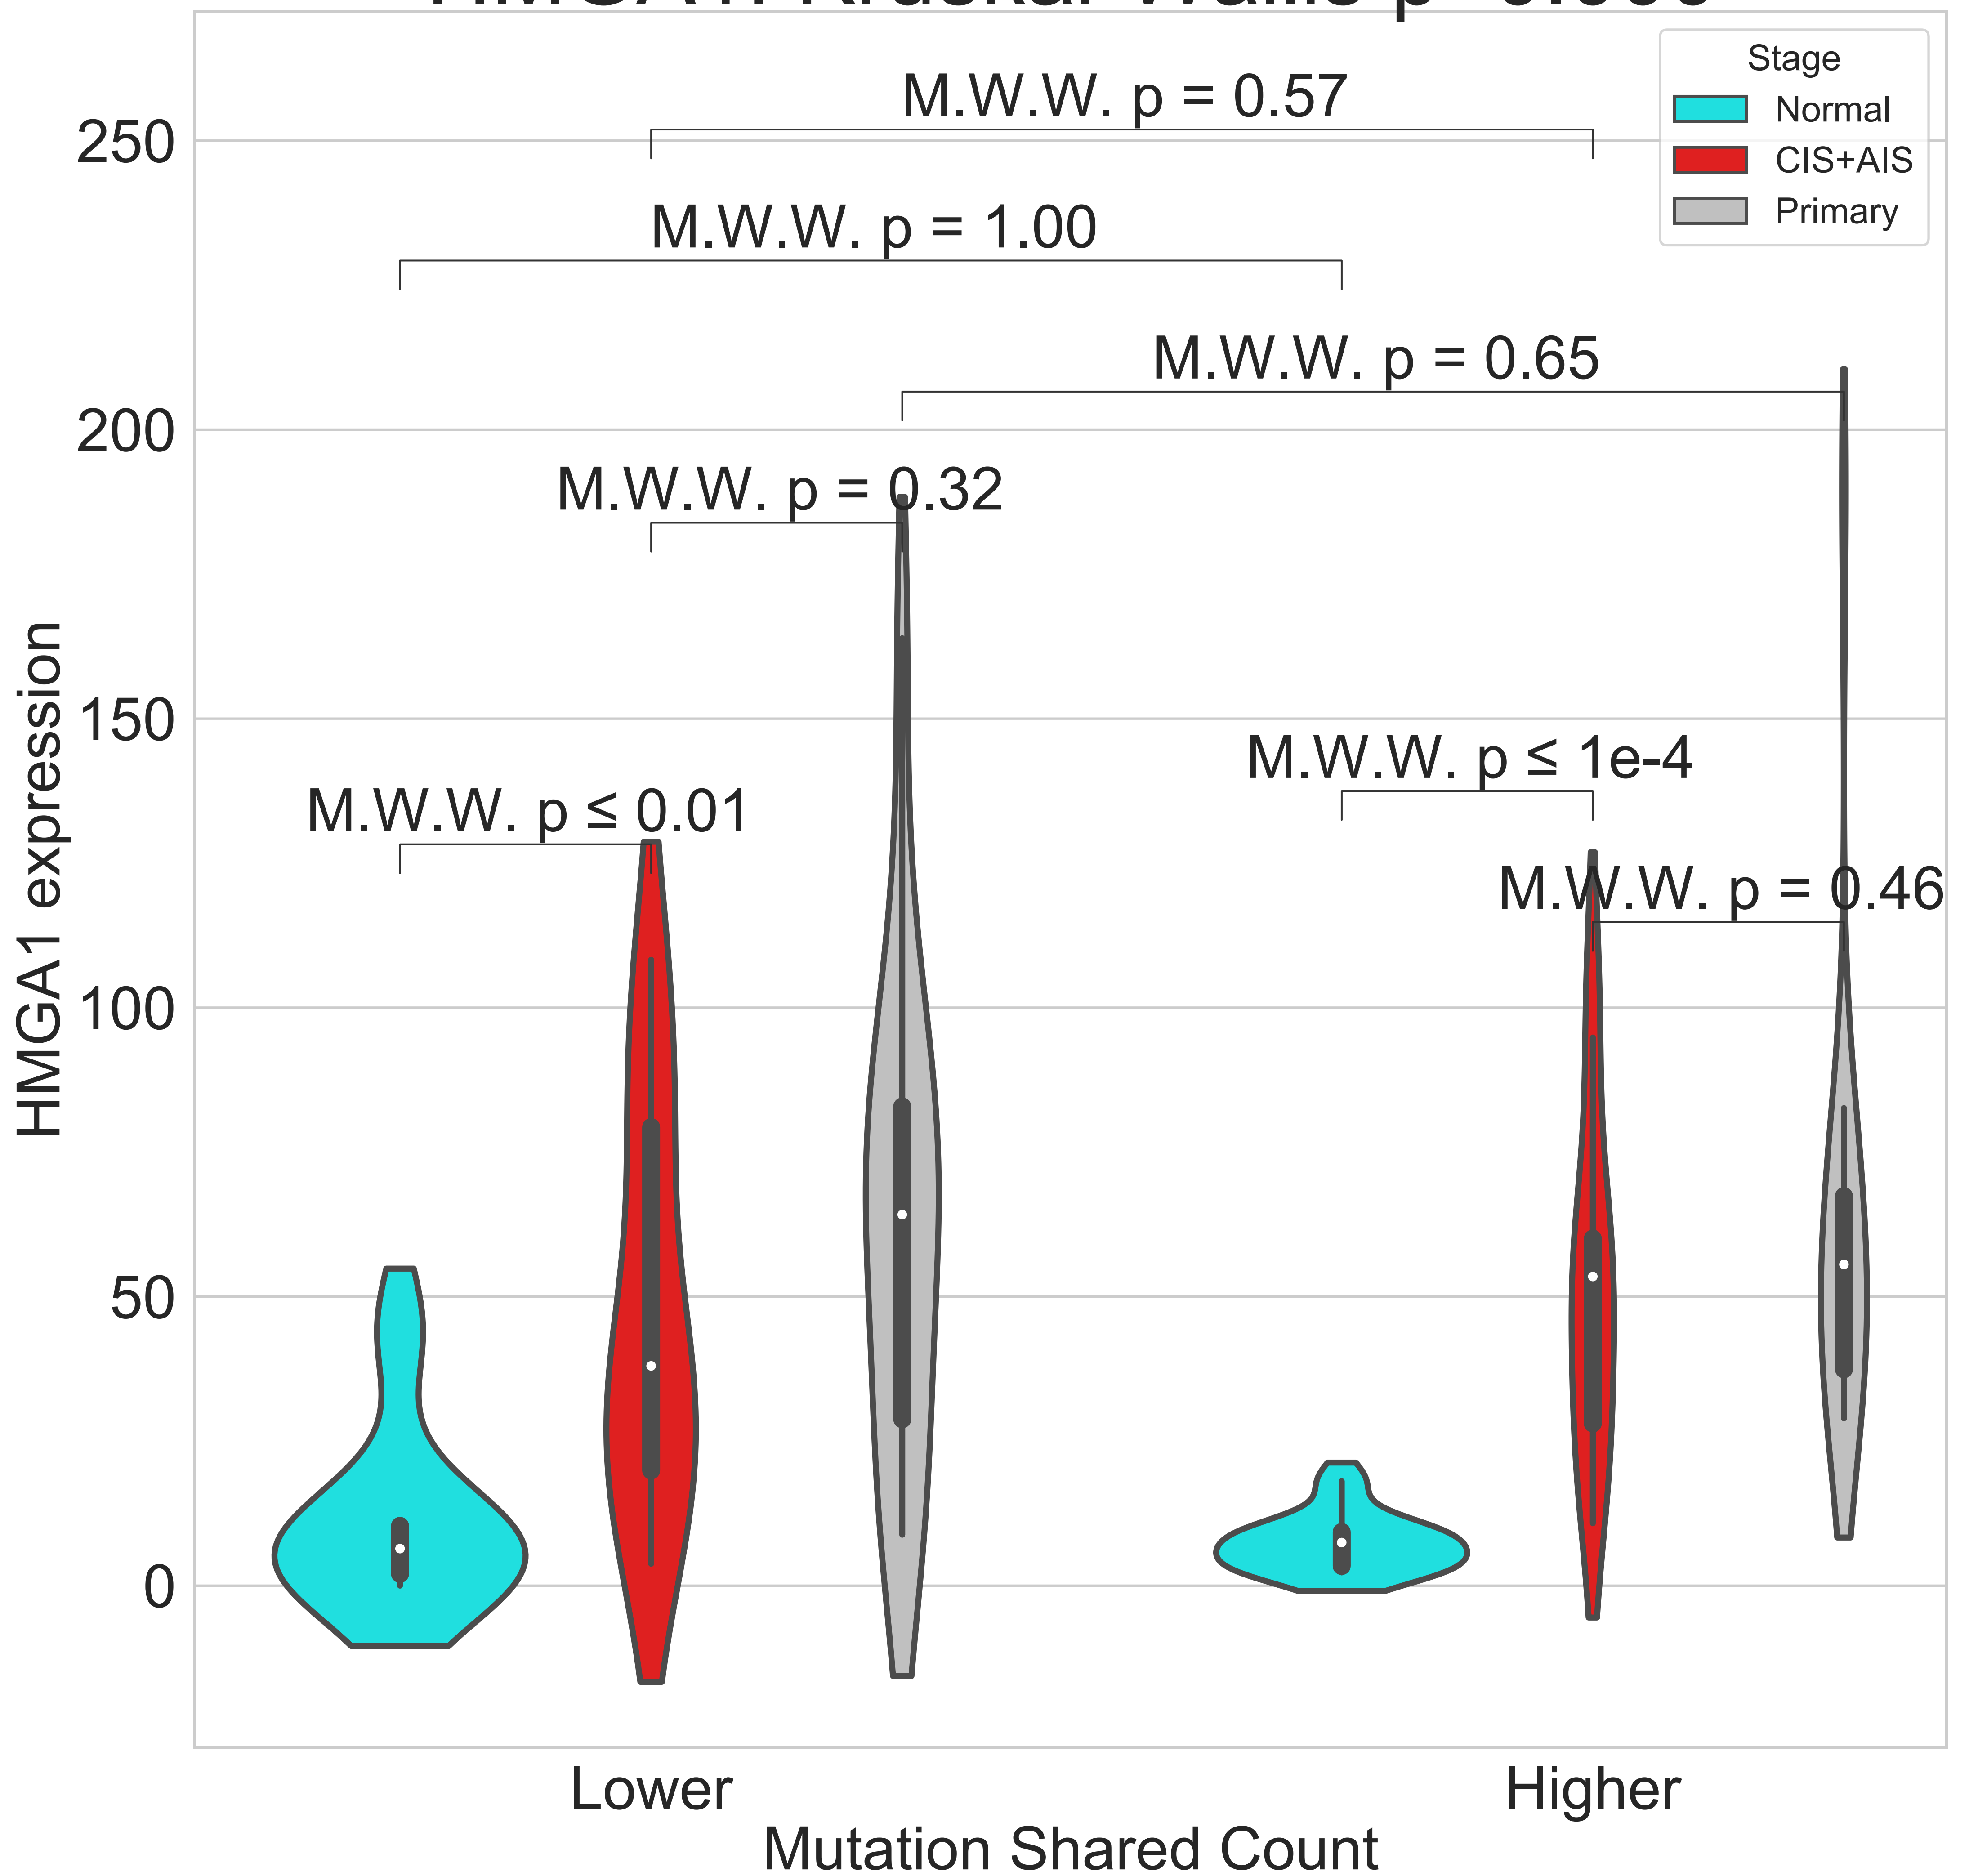 Stage
Normal
CIS+AIS
Primary
M.W.W. p = 0.57
M.W.W. p = 1.00
M.W.W. p = 0.65
M.W.W. p = 0.32
M.W.W. p ≤ 1e-4
M.W.W. p ≤ 0.01
M.W.W. p = 0.46
250
200
150
100
50
0
HMGA1 expression
Lower
Higher
Mutation Shared Count